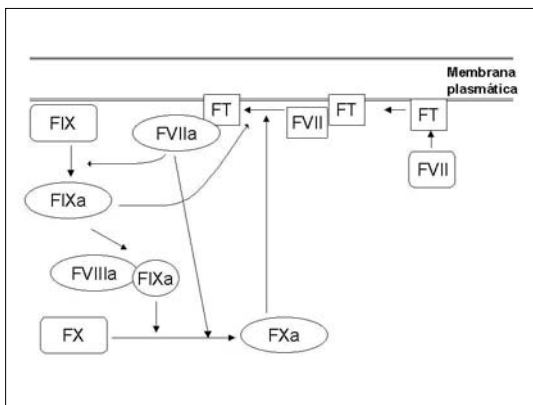 Membrana
plasmática
FT
FT
FT
FIX
FVIIa
FVII
FVII
FIXa
FVIIIa
FIXa
FX
FXa